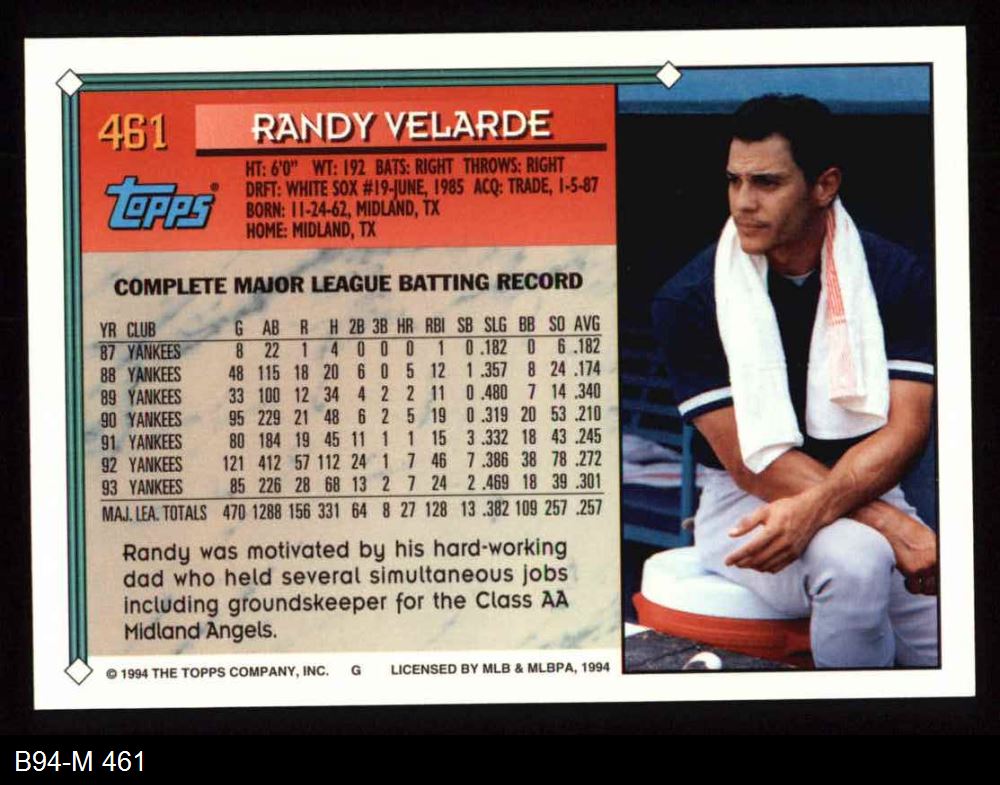 461
RANDY VELARDE
Topps®
HT: 6'0" WT: 192 BATS: RIGHT THROWS: RIGHT
DRFT: WHITE SOX #19-JUNE, 1985 ACQ: TRADE, 1-5-87
BORN: 11-24-62, MIDLAND, TX
HOME: MIDLAND, TX
COMPLETE MAJOR LEAGUE BATTING RECORD
YR CLUB G AB R H 2B 3B HR RBI SB SLG BB SO AVG
87 YANKEES 8 22 1 4 0 0 0 1 0 .182 0 6 .182
88 YANKEES 48 115 18 20 6 0 5 12 1 .357 8 24 .174
89 YANKEES 33 100 12 34 4 2 2 11 0 .480 7 14 .340
90 YANKEES 95 229 21 48 6 2 5 19 0 .319 20 53 .210
91 YANKEES 80 184 19 45 11 1 1 15 3 .332 18 43 .245
92 YANKEES 121 412 57 112 24 1 7 46 7 .386 38 78 .272
93 YANKEES 85 226 28 68 13 2 7 24 2 .469 18 39 .301
MAJ. LEA. TOTALS 470 1288 156 331 64 8 27 128 13 .382 109 257 .257
Randy was motivated by his hard-working
dad who held several simultaneous jobs
including groundskeeper for the Class AA
Midland Angels.
© 1994 THE TOPPS COMPANY, INC. G LICENSED BY MLB & MLBPA, 1994
B94-M 461